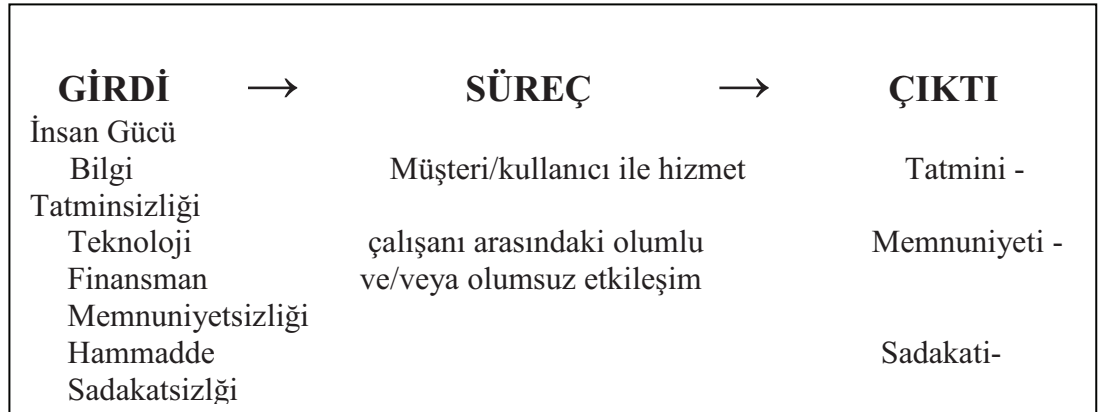 GİRDİ → SÜREÇ → ÇIKTI
İnsan Gücü
Bilgi Müşteri/kullanıcı ile hizmet Tatmini -
Tatminsizliği
Teknoloji çalışanı arasındaki olumlu Memnuniyeti -
Finansman ve/veya olumsuz etkileşim
Memnuniyetsizliği
Hammadde Sadakati-
Sadakatsizlği